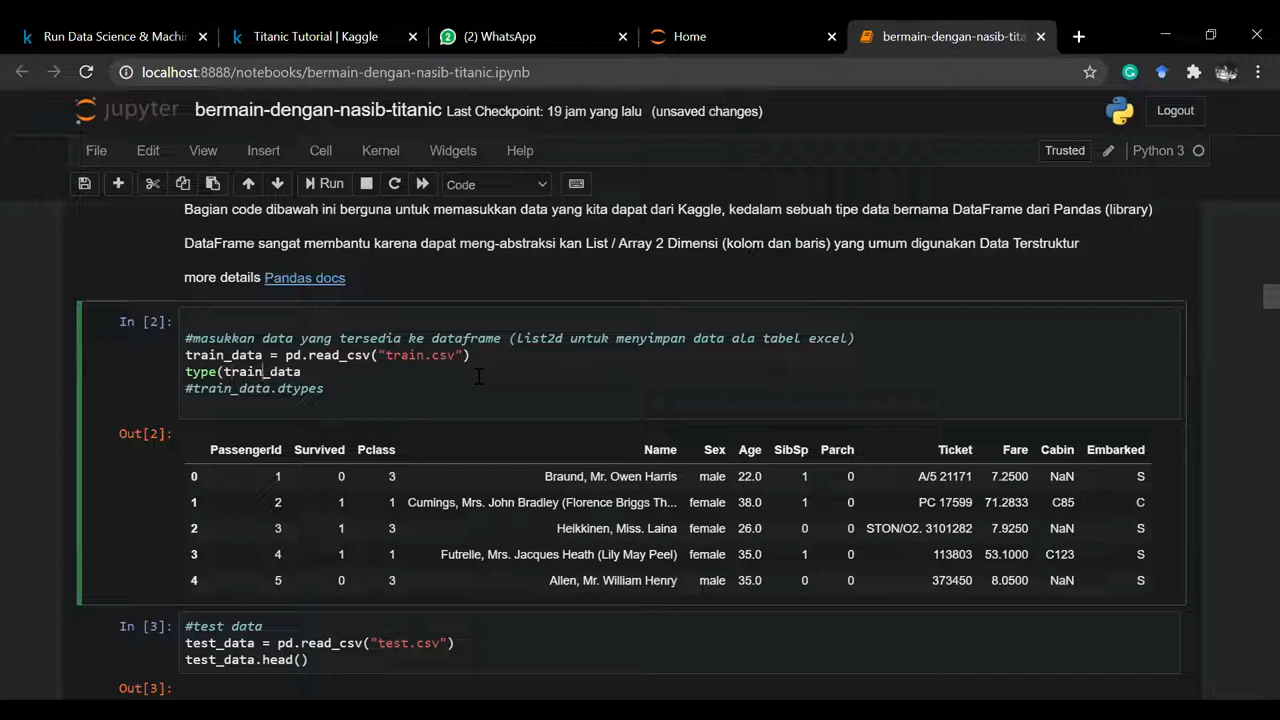 Run Data Science & Machin
Titanic Tutorial | Kaggle
(2) WhatsApp
Home
bermain-dengan-nasib-tita
localhost:8888/notebooks/bermain-dengan-nasib-titanic.ipynb
jupyter bermain-dengan-nasib-titanic Last Checkpoint: 19 jam yang lalu (unsaved changes)
Logout
File Edit View Insert Cell Kernel Widgets Help
Trusted
Python 3
Run
Code
Bagian code dibawah ini berguna untuk memasukkan data yang kita dapat dari Kaggle, kedalam sebuah tipe data bernama DataFrame dari Pandas (library)
DataFrame sangat membantu karena dapat meng-abstraksi kan List / Array 2 Dimensi (kolom dan baris) yang umum digunakan Data Terstruktur
more details Pandas docs
In [2]:
#masukkan data yang tersedia ke dataframe (list2d untuk menyimpan data ala tabel excel)
train_data = pd.read_csv("train.csv")
type(train_data
#train_data.dtypes
Out[2]:
PassengerId Survived Pclass Name Sex Age SibSp Parch Ticket Fare Cabin Embarked
0 1 0 3 Braund, Mr. Owen Harris male 22.0 1 0 A/5 21171 7.2500 NaN S
1 2 1 1 Cumings, Mrs. John Bradley (Florence Briggs Th... female 38.0 1 0 PC 17599 71.2833 C85 C
2 3 1 3 Heikkinen, Miss. Laina female 26.0 0 0 STON/O2. 3101282 7.9250 NaN S
3 4 1 1 Futrelle, Mrs. Jacques Heath (Lily May Peel) female 35.0 1 0 113803 53.1000 C123 S
4 5 0 3 Allen, Mr. William Henry male 35.0 0 0 373450 8.0500 NaN S
In [3]:
#test data
test_data = pd.read_csv("test.csv")
test_data.head()
Out[3]: